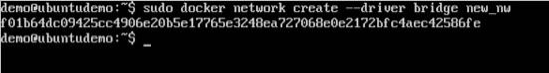 demo@ubuntudemo:~$ sudo docker network create --driver bridge new_nw
f01b64dc09425cc4906e20b5e17765e3248ea727068e0e2172bfc4aec42586fe
demo@ubuntudemo:~$ _